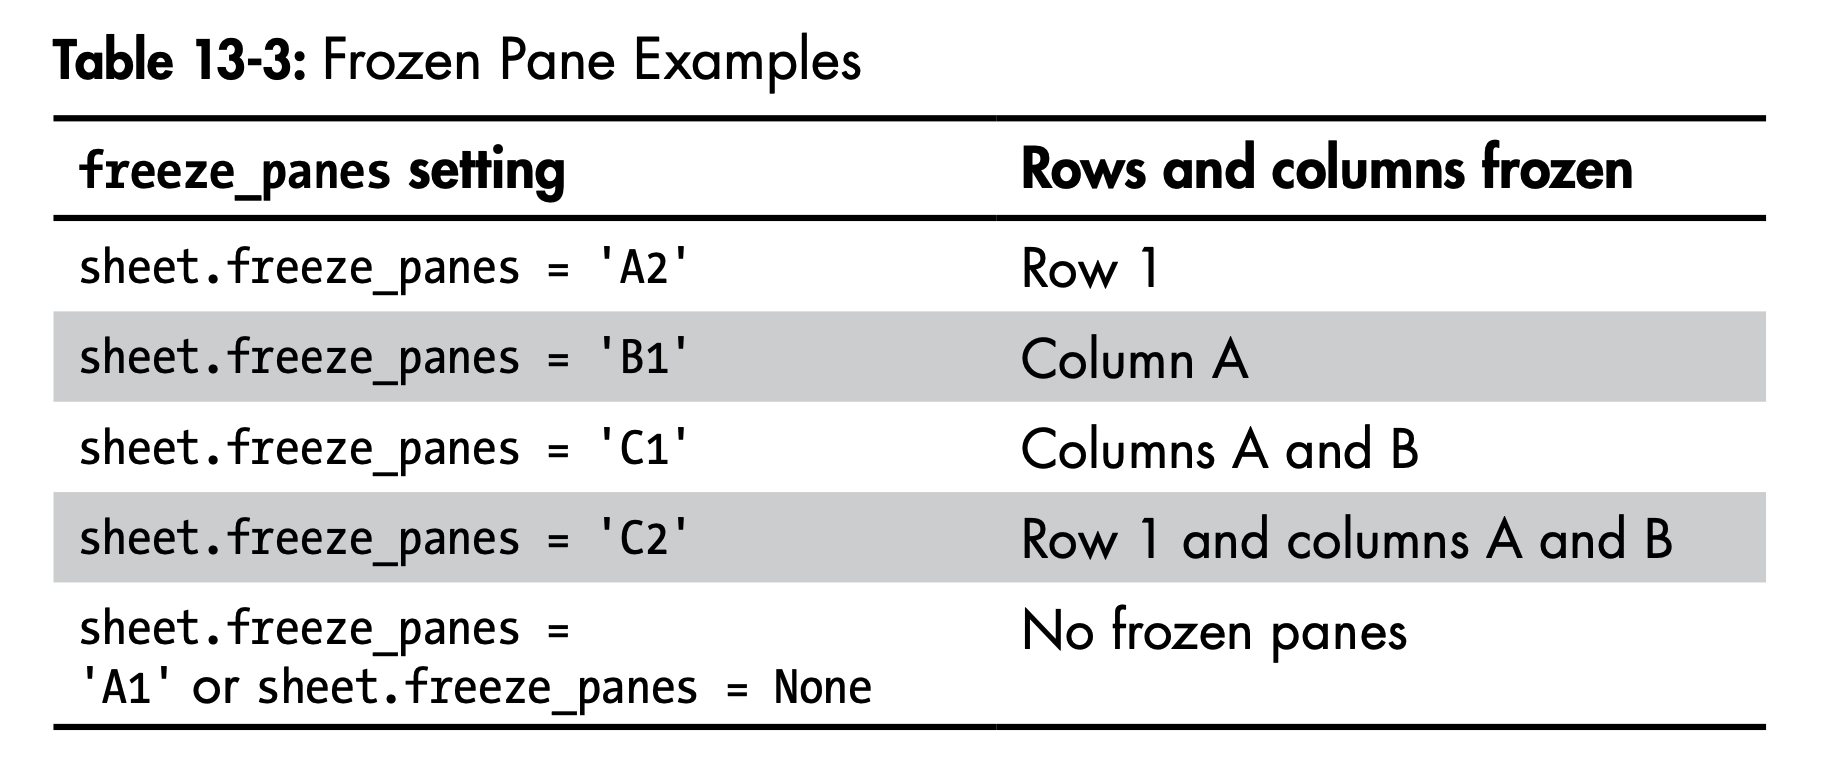 Table 13-3: Frozen Pane Examples
freeze_panes setting Rows and columns frozen
sheet.freeze_panes = 'A2' Row 1
sheet.freeze_panes = 'B1' Column A
sheet.freeze_panes = 'C1' Columns A and B
sheet.freeze_panes = 'C2' Row 1 and columns A and B
sheet.freeze_panes = No frozen panes
'A1' or sheet.freeze_panes = None